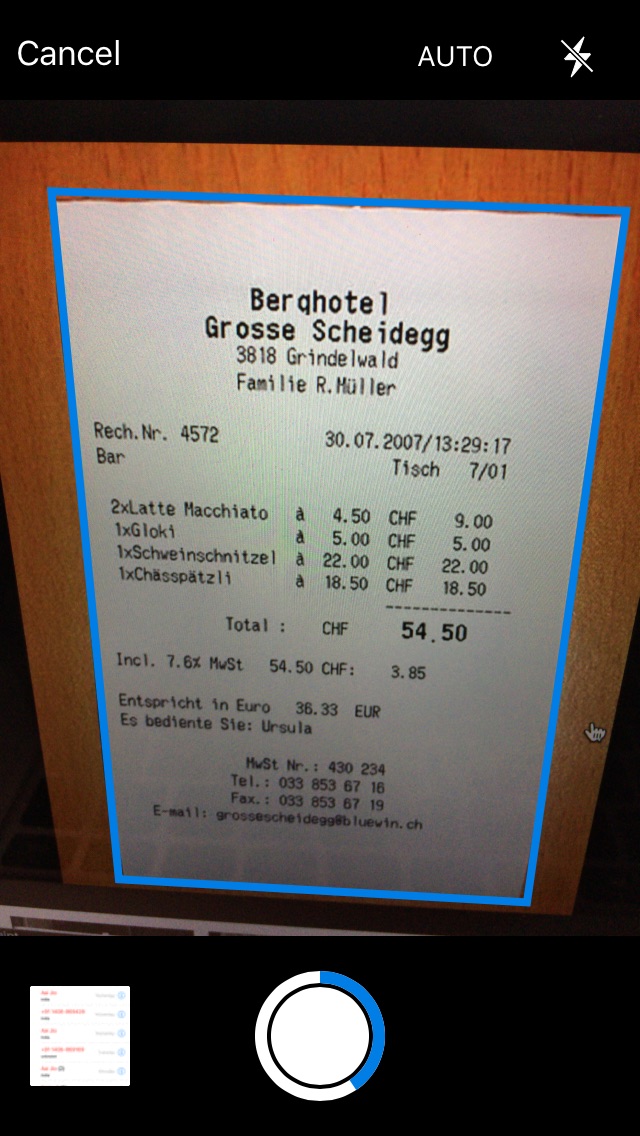 Cancel AUTO
Berghotel
Grosse Scheidegg
3818 Grindelwald
Familie R.Müller
Rech.Nr. 4572 30.07.2007/13:29:17
Bar Tisch 7/01
2xLatte Macchiato à 4.50 CHF 9.00
1xGloki à 5.00 CHF 5.00
1xSchweinschnitzel à 22.00 CHF 22.00
1xChässpätzli à 18.50 CHF 18.50
Total : CHF 54.50
Incl. 7.6% MwSt 54.50 CHF: 3.85
Entspricht in Euro 36.33 EUR
Es bediente Sie: Ursula
MwSt Nr.: 430 234
Tel.: 033 853 67 16
Fax.: 033 853 67 19
E-mail: grossescheidegg@bluewin.ch